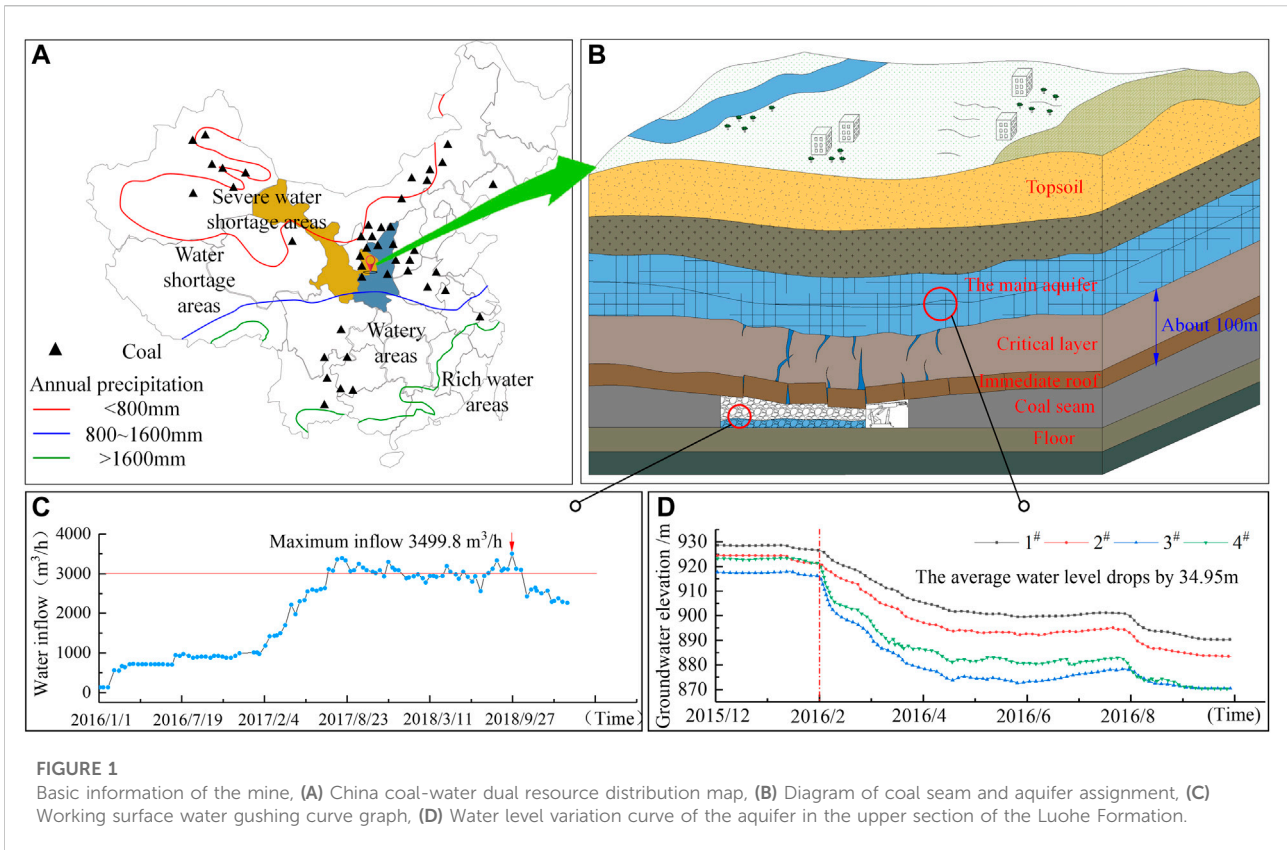 A
Severe water
shortage areas
Water
shortage
areas
Watery
areas
Rich water
areas
Coal
Annual precipitation
<800mm
800~1600mm
>1600mm
B
Topsoil
The main aquifer
About 100m
Critical layer
Immediate roof
Coal seam
Floor
C
Maximum inflow 3499.8 m³/h
Water inflow (m³/h)
4000
3000
2000
1000
0
2016/1/1 2016/7/19 2017/2/4 2017/8/23 2018/3/11 2018/9/27 (Time)
D
1# 2# 3# 4#
The average water level drops by 34.95m
Groundwater elevation /m
930
920
910
900
890
880
870
2015/12 2016/2 2016/4 2016/6 2016/8 (Time)
FIGURE 1
Basic information of the mine, (A) China coal-water dual resource distribution map, (B) Diagram of coal seam and aquifer assignment, (C)
Working surface water gushing curve graph, (D) Water level variation curve of the aquifer in the upper section of the Luohe Formation.